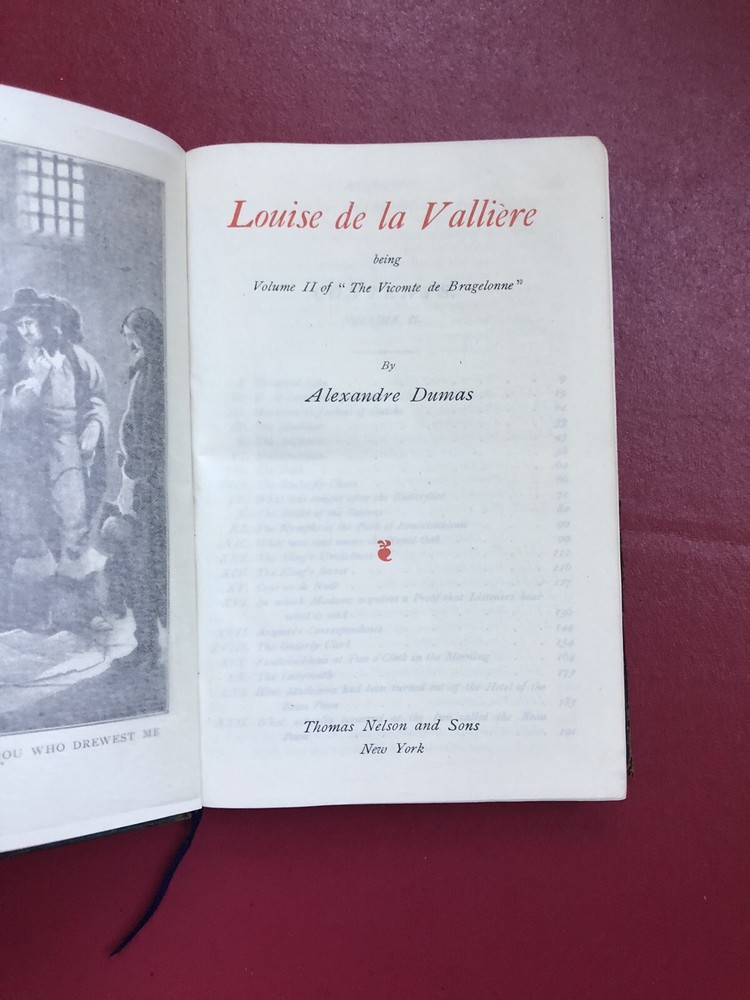 OU WHO DREWEST ME
Louise de la Vallière
being
Volume II of “ The Vicomte de Bragelonne”
By
Alexandre Dumas
Thomas Nelson and Sons
New York